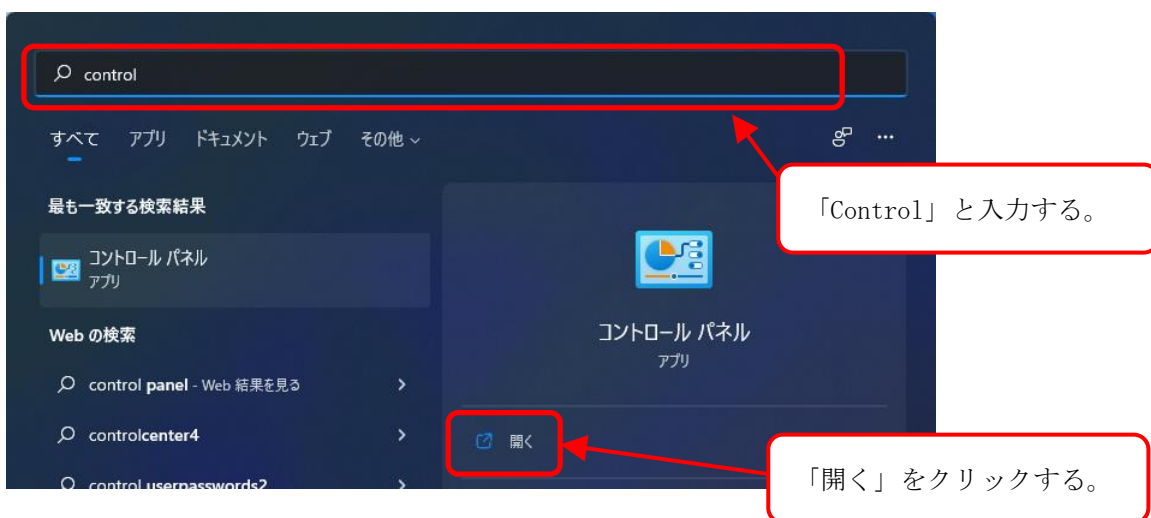 control
すべて アプリ ドキュメント ウェブ その他
最も一致する検索結果
「Control」と入力する。
コントロール パネル
アプリ
Web の検索
コントロール パネル
アプリ
control panel - Web 結果を見る
controlcenter4
開く
「開く」をクリックする。
control userpasswords2